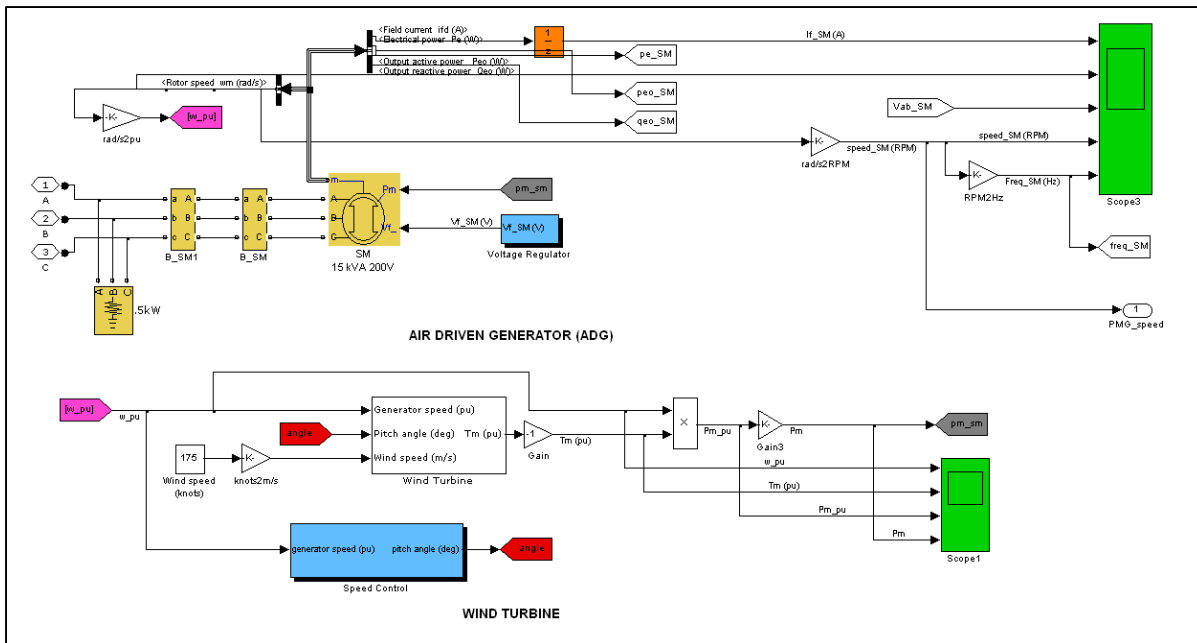 <Field current ifd (A)>
<Electrical power Pe (W)>
1
z
If_SM (A)
pe_SM
<Output active power Peo (W)>
<Output reactive power Qeo (W)>
<Rotor speed wm (rad/s)>
peo_SM
Vab_SM
qeo_SM
-K-
[w_pu]
rad/s2pu
K-
speed_SM (RPM)
speed_SM (RPM)
rad/s2RPM
K-
Freq_SM (Hz)
RPM2Hz
Scope3
1
A
2
B
3
C
a A
b B
c C
B_SM1
a A
b B
c C
B_SM
m
A
B
C
Pm
Vf_
SM
15 kVA 200V
pm_sm
Vf_SM (V)
Vf_SM (V)
Voltage Regulator
freq_SM
A B C
.5kW
1
PMG_speed
AIR DRIVEN GENERATOR (ADG)
[w_pu]
w_pu
Generator speed (pu)
Pitch angle (deg) Tm (pu)
Wind speed (m/s)
Wind Turbine
angle
175
Wind speed
(knots)
K-
knots2m/s
-1
Gain
Tm (pu)
×
Pm_pu
K-
Gain3
Pm
pm_sm
w_pu
Tm (pu)
Pm_pu
Pm
Scope1
generator speed (pu) pitch angle (deg)
Speed Control
angle
WIND TURBINE